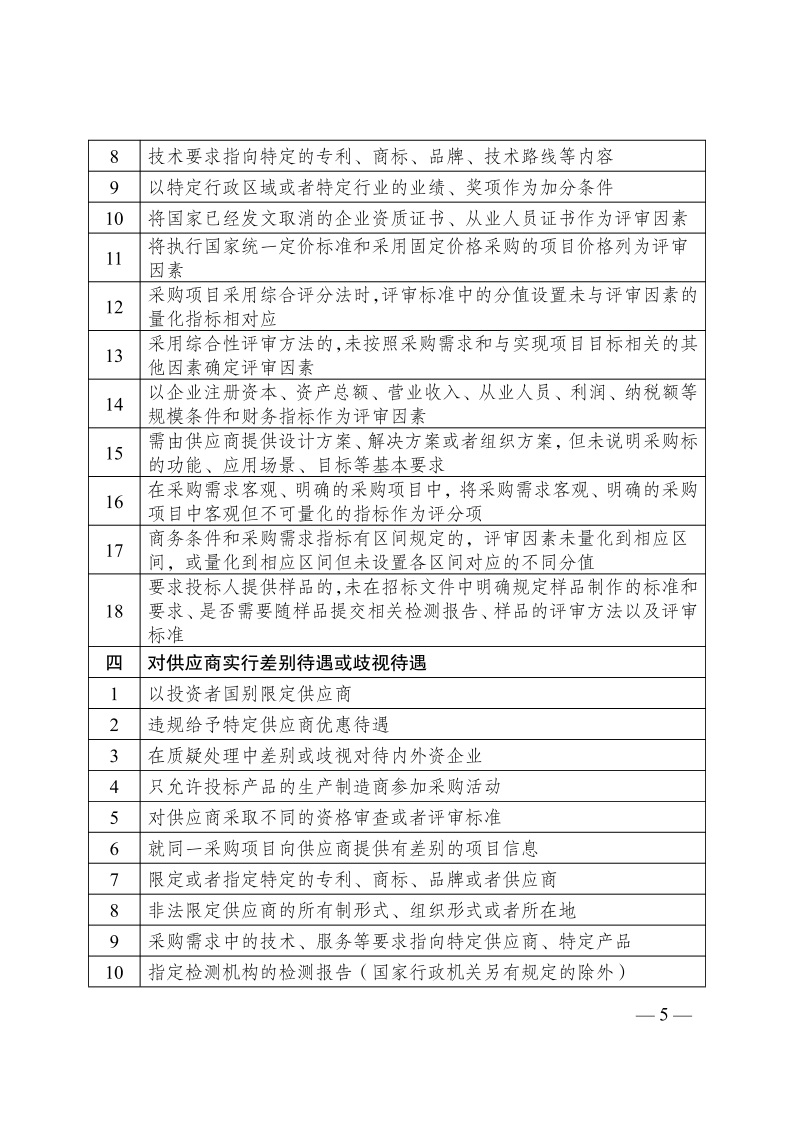 8 技术要求指向特定的专利、商标、品牌、技术路线等内容
9 以特定行政区域或者特定行业的业绩、奖项作为加分条件
10 将国家已经发文取消的企业资质证书、从业人员证书作为评审因素
11 将执行国家统一定价标准和采用固定价格采购的项目价格列为评审
因素
12 采购项目采用综合评分法时,评审标准中的分值设置未与评审因素的
量化指标相对应
13 采用综合性评审方法的,未按照采购需求和与实现项目目标相关的其
他因素确定评审因素
14 以企业注册资本、资产总额、营业收入、从业人员、利润、纳税额等
规模条件和财务指标作为评审因素
15 需由供应商提供设计方案、解决方案或者组织方案，但未说明采购标
的功能、应用场景、目标等基本要求
16 在采购需求客观、明确的采购项目中，将采购需求客观、明确的采购
项目中客观但不可量化的指标作为评分项
17 商务条件和采购需求指标有区间规定的，评审因素未量化到相应区
间，或量化到相应区间但未设置各区间对应的不同分值
18 要求投标人提供样品的,未在招标文件中明确规定样品制作的标准和
要求、是否需要随样品提交相关检测报告、样品的评审方法以及评审
标准
四 对供应商实行差别待遇或歧视待遇
1 以投资者国别限定供应商
2 违规给予特定供应商优惠待遇
3 在质疑处理中差别或歧视对待内外资企业
4 只允许投标产品的生产制造商参加采购活动
5 对供应商采取不同的资格审查或者评审标准
6 就同一采购项目向供应商提供有差别的项目信息
7 限定或者指定特定的专利、商标、品牌或者供应商
8 非法限定供应商的所有制形式、组织形式或者所在地
9 采购需求中的技术、服务等要求指向特定供应商、特定产品
10 指定检测机构的检测报告（国家行政机关另有规定的除外）
— 5 —